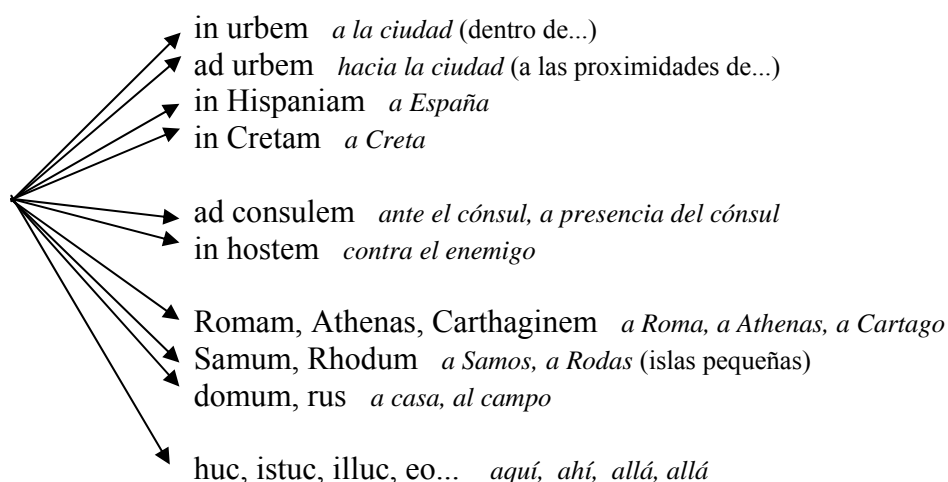 in urbem a la ciudad (dentro de...)
ad urbem hacia la ciudad (a las proximidades de...)
in Hispaniam a España
in Cretam a Creta
ad consulem ante el cónsul, a presencia del cónsul
in hostem contra el enemigo
Romam, Athenas, Carthaginem a Roma, a Athenas, a Cartago
Samum, Rhodum a Samos, a Rodas (islas pequeñas)
domum, rus a casa, al campo
huc, istuc, illuc, eo... aquí, ahí, allá, allá